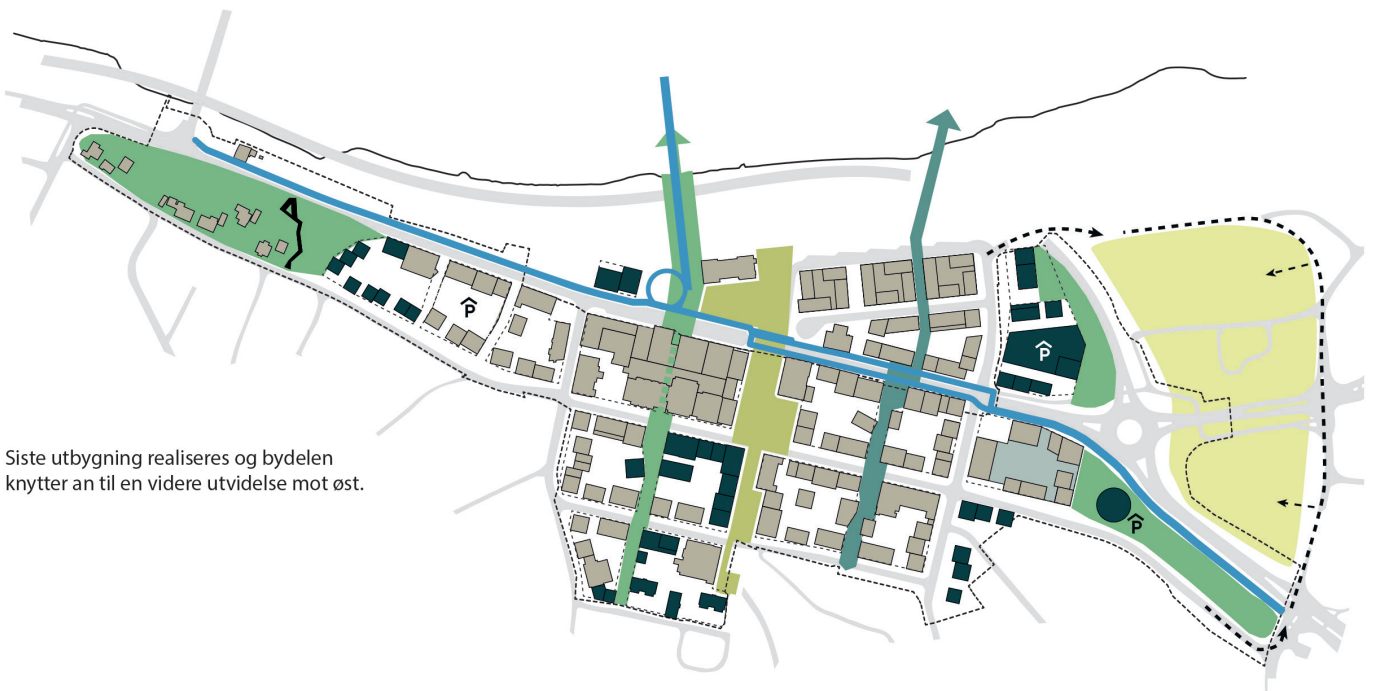 P
P
P
Siste utbygning realiseres og bydelen
knytter an til en videre utvidelse mot øst.